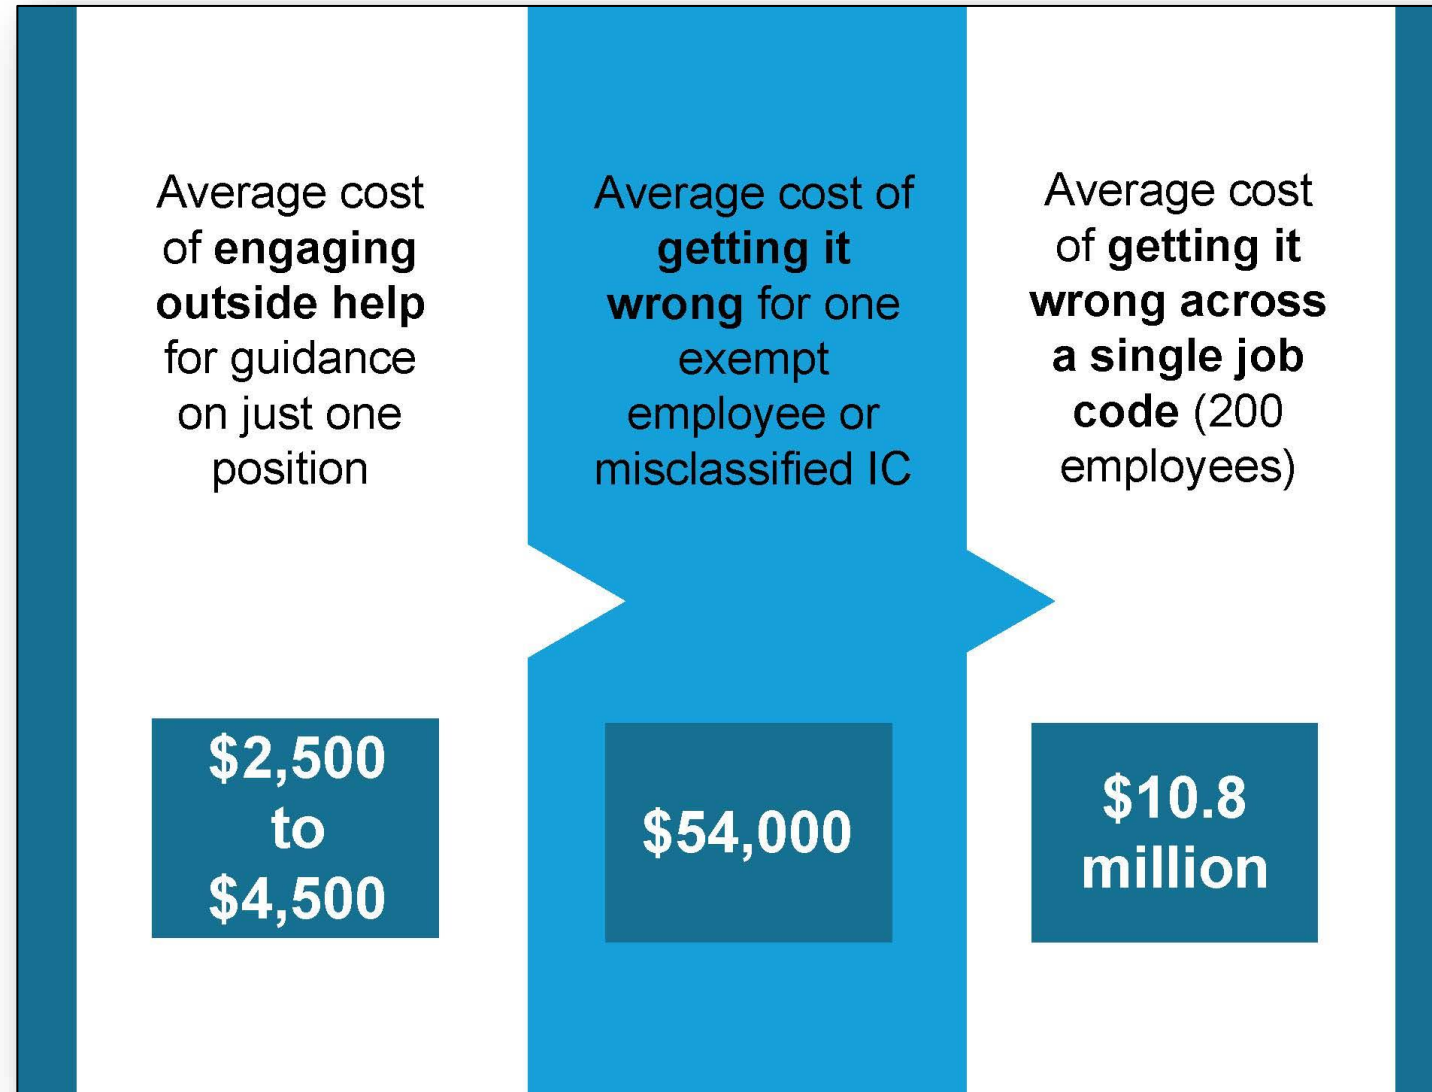 Average cost
of engaging
outside help
for guidance
on just one
position
$2,500
to
$4,500
Average cost of
getting it
wrong for one
exempt
employee or
misclassified IC
$54,000
Average cost
of getting it
wrong across
a single job
code (200
employees)
$10.8
million